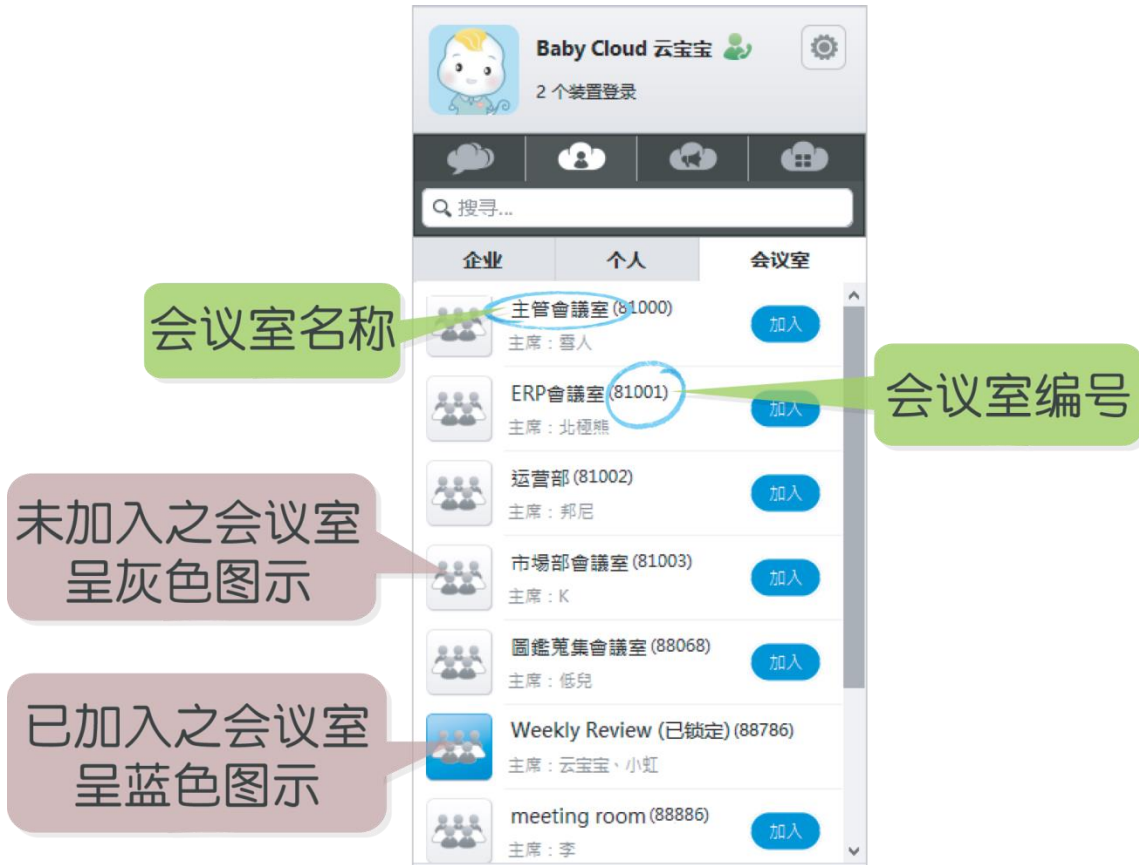 Baby Cloud 云宝宝
2 个装置登录
搜寻...
企业
个人
会议室
会议室名称
主管會議室 (81000)
主席：雪人
加入
ERP會議室 (81001)
主席：北極熊
加入
会议室编号
运营部 (81002)
主席：邦尼
加入
未加入之会议室
呈灰色图示
市場部會議室 (81003)
主席：K
加入
圖鑑蒐集會議室 (88068)
主席：低兒
加入
已加入之会议室
呈蓝色图示
Weekly Review (已锁定) (88786)
主席：云宝宝、小虹
meeting room (88886)
主席：李
加入